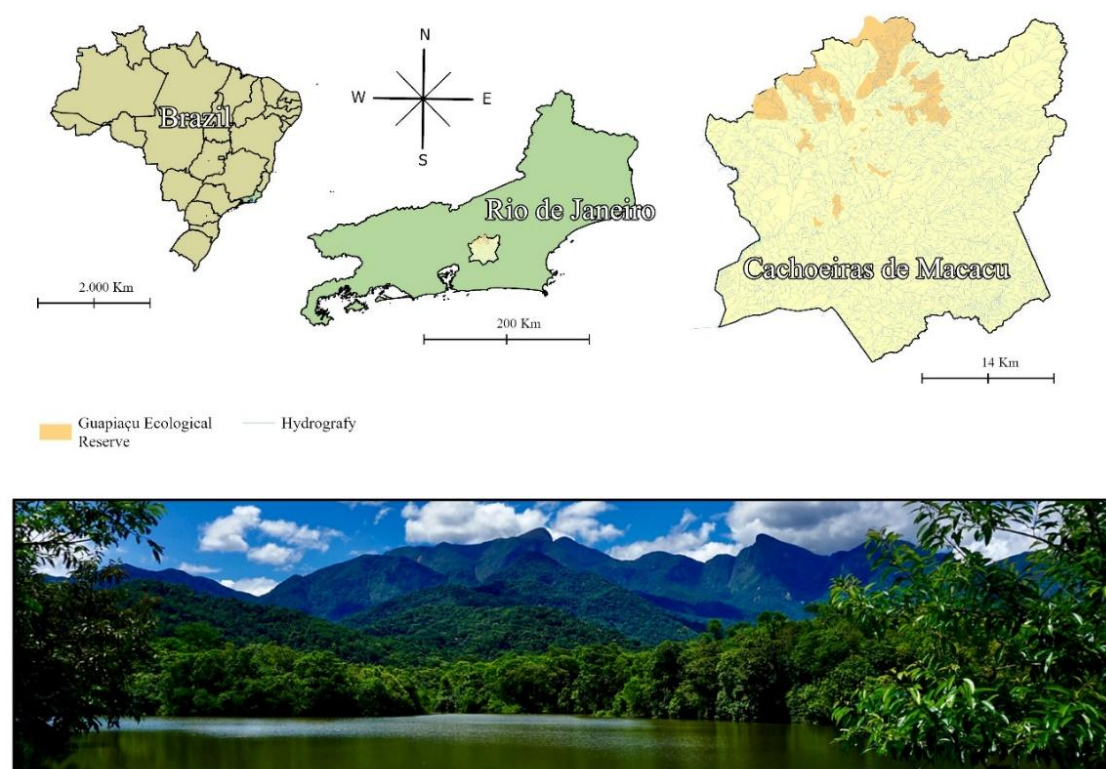 Brazil
N
W
E
S
Rio de Janeiro
Cachoeiras de Macacu
2.000 Km
200 Km
14 Km
Guapiaçu Ecological
Reserve
Hydrografy